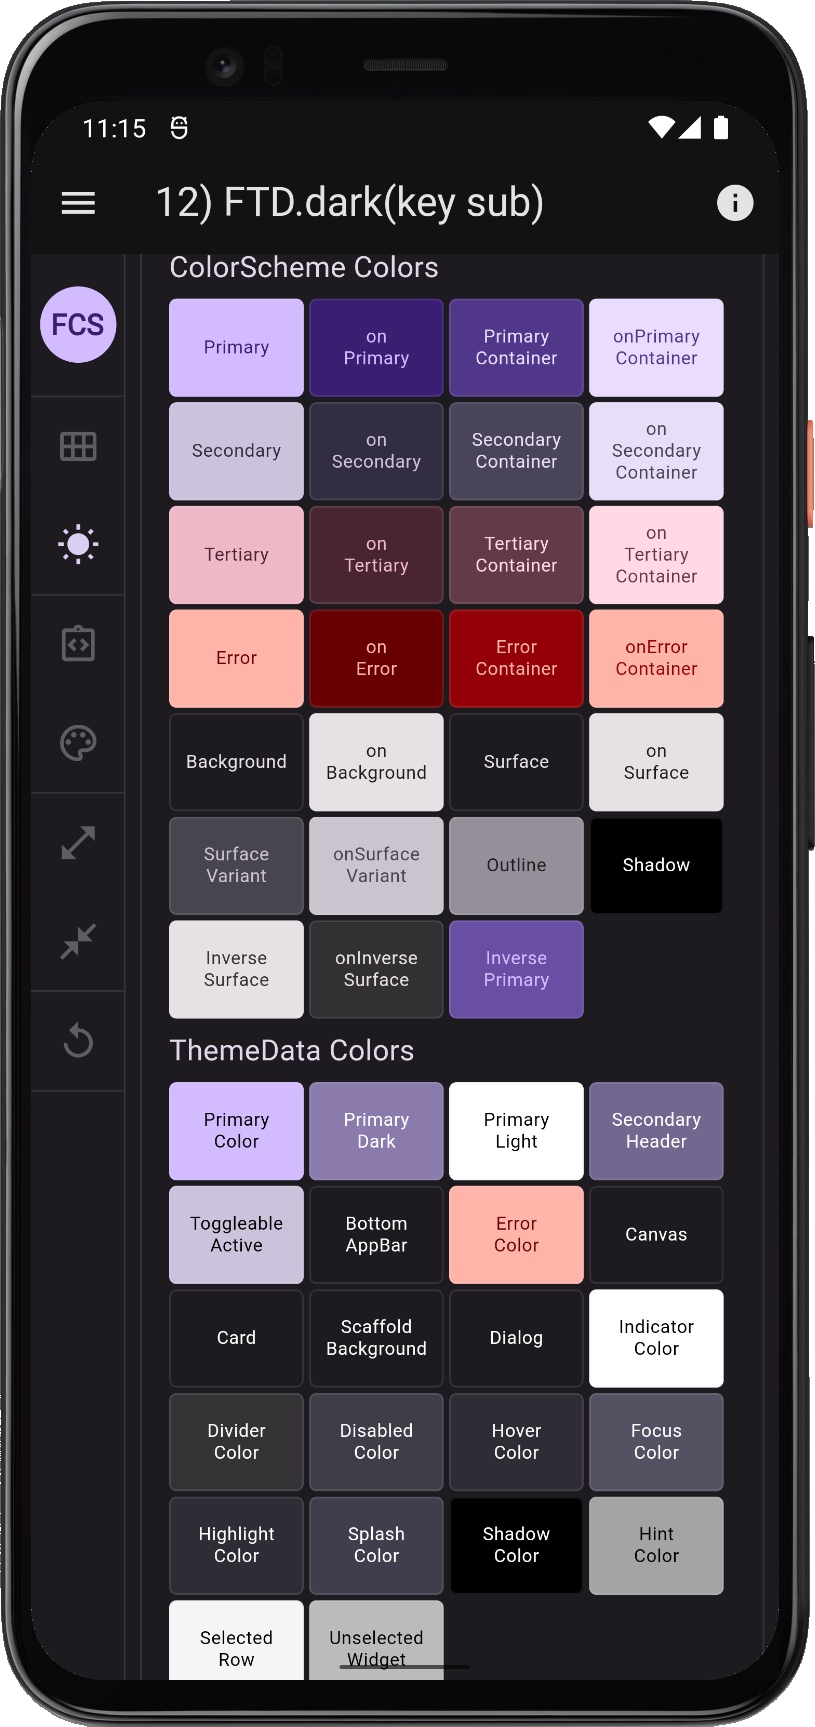 11:15
12) FTD.dark(key sub)
FCS
ColorScheme Colors
Primary
on
Primary
Primary
Container
onPrimary
Container
Secondary
on
Secondary
Secondary
Container
on
Secondary
Container
Tertiary
on
Tertiary
Tertiary
Container
on
Tertiary
Container
Error
on
Error
Error
Container
onError
Container
Background
on
Background
Surface
on
Surface
Surface
Variant
onSurface
Variant
Outline
Shadow
Inverse
Surface
onInverse
Surface
Inverse
Primary
ThemeData Colors
Primary
Color
Primary
Dark
Primary
Light
Secondary
Header
Toggleable
Active
Bottom
AppBar
Error
Color
Canvas
Card
Scaffold
Background
Dialog
Indicator
Color
Divider
Color
Disabled
Color
Hover
Color
Focus
Color
Highlight
Color
Splash
Color
Shadow
Color
Hint
Color
Selected
Row
Unselected
Widget